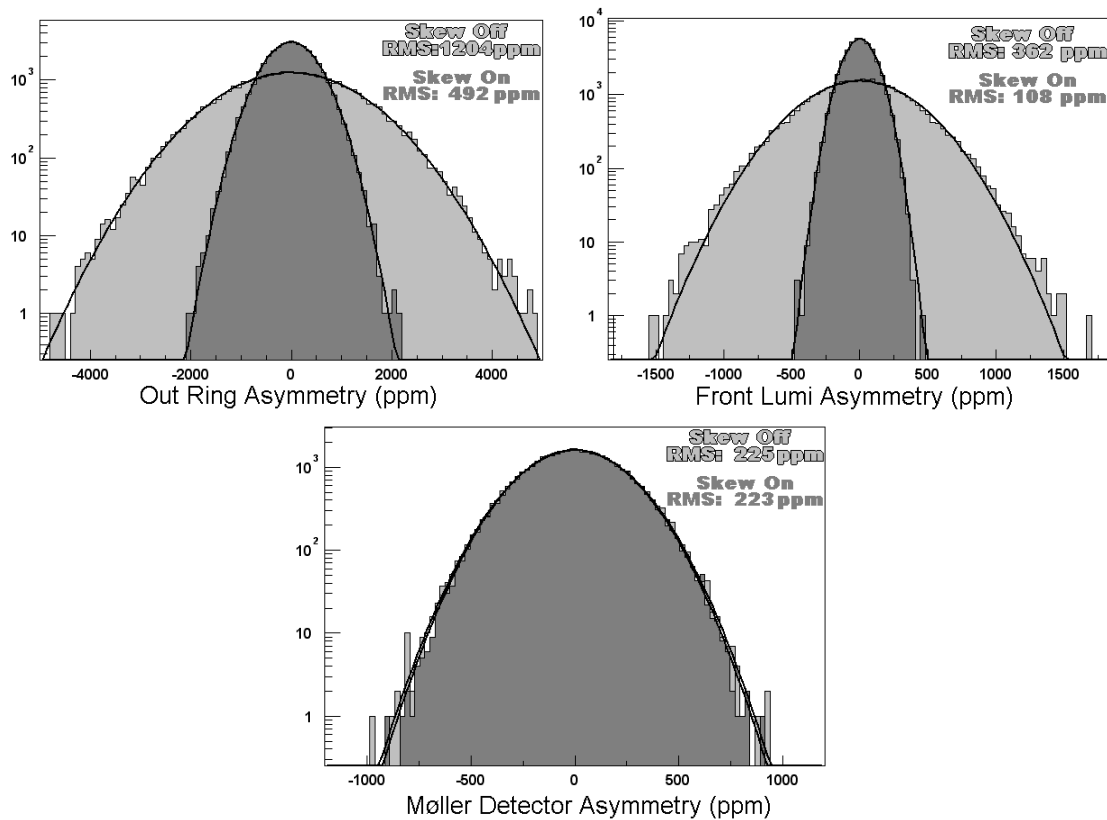 Skew Off
RMS:1204ppm
Skew On
RMS: 492 ppm
10³
10²
10
1
-4000 -2000 0 2000 4000
Out Ring Asymmetry (ppm)
10⁴
Skew Off
RMS: 362 ppm
Skew On
RMS: 108 ppm
10³
10²
10
1
-1500 -1000 -500 0 500 1000 1500
Front Lumi Asymmetry (ppm)
Skew Off
RMS: 225 ppm
Skew On
RMS: 223 ppm
10³
10²
10
1
-1000 -500 0 500 1000
Møller Detector Asymmetry (ppm)